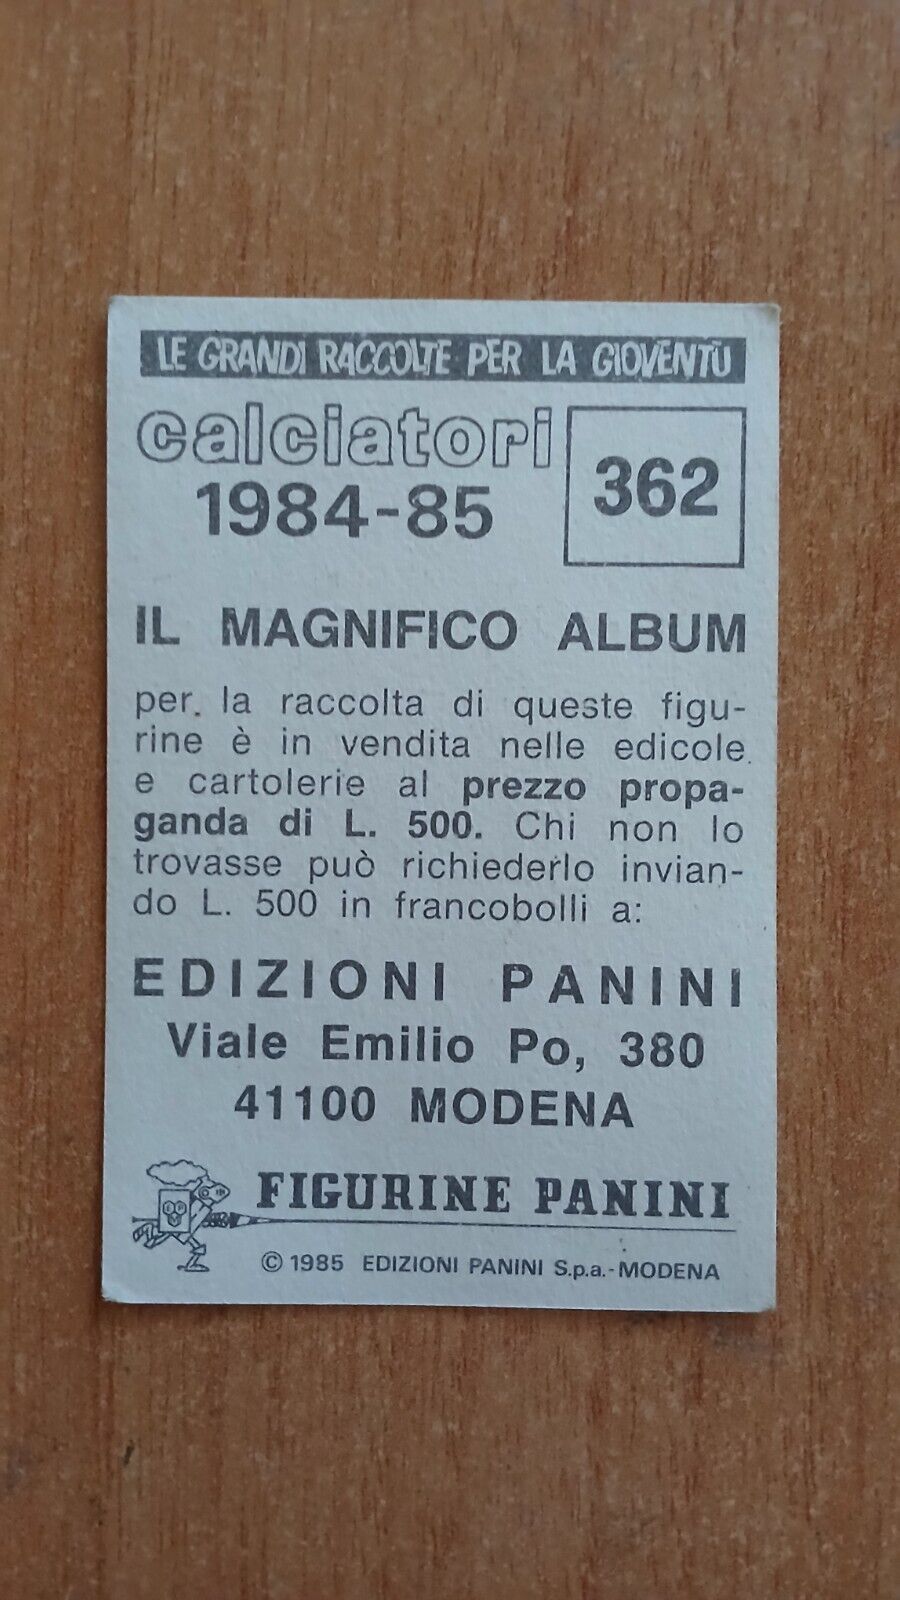 LE GRANDI RACCOLTE PER LA GIOVENTÙ
calciatori
1984-85
362
IL MAGNIFICO ALBUM
per la raccolta di queste figu-
rine è in vendita nelle edicole
e cartolerie al prezzo propa-
ganda di L. 500. Chi non lo
trovasse può richiederlo invian-
do L. 500 in francobolli a:
EDIZIONI PANINI
Viale Emilio Po, 380
41100 MODENA
FIGURINE PANINI
© 1985 EDIZIONI PANINI S.p.a.-MODENA